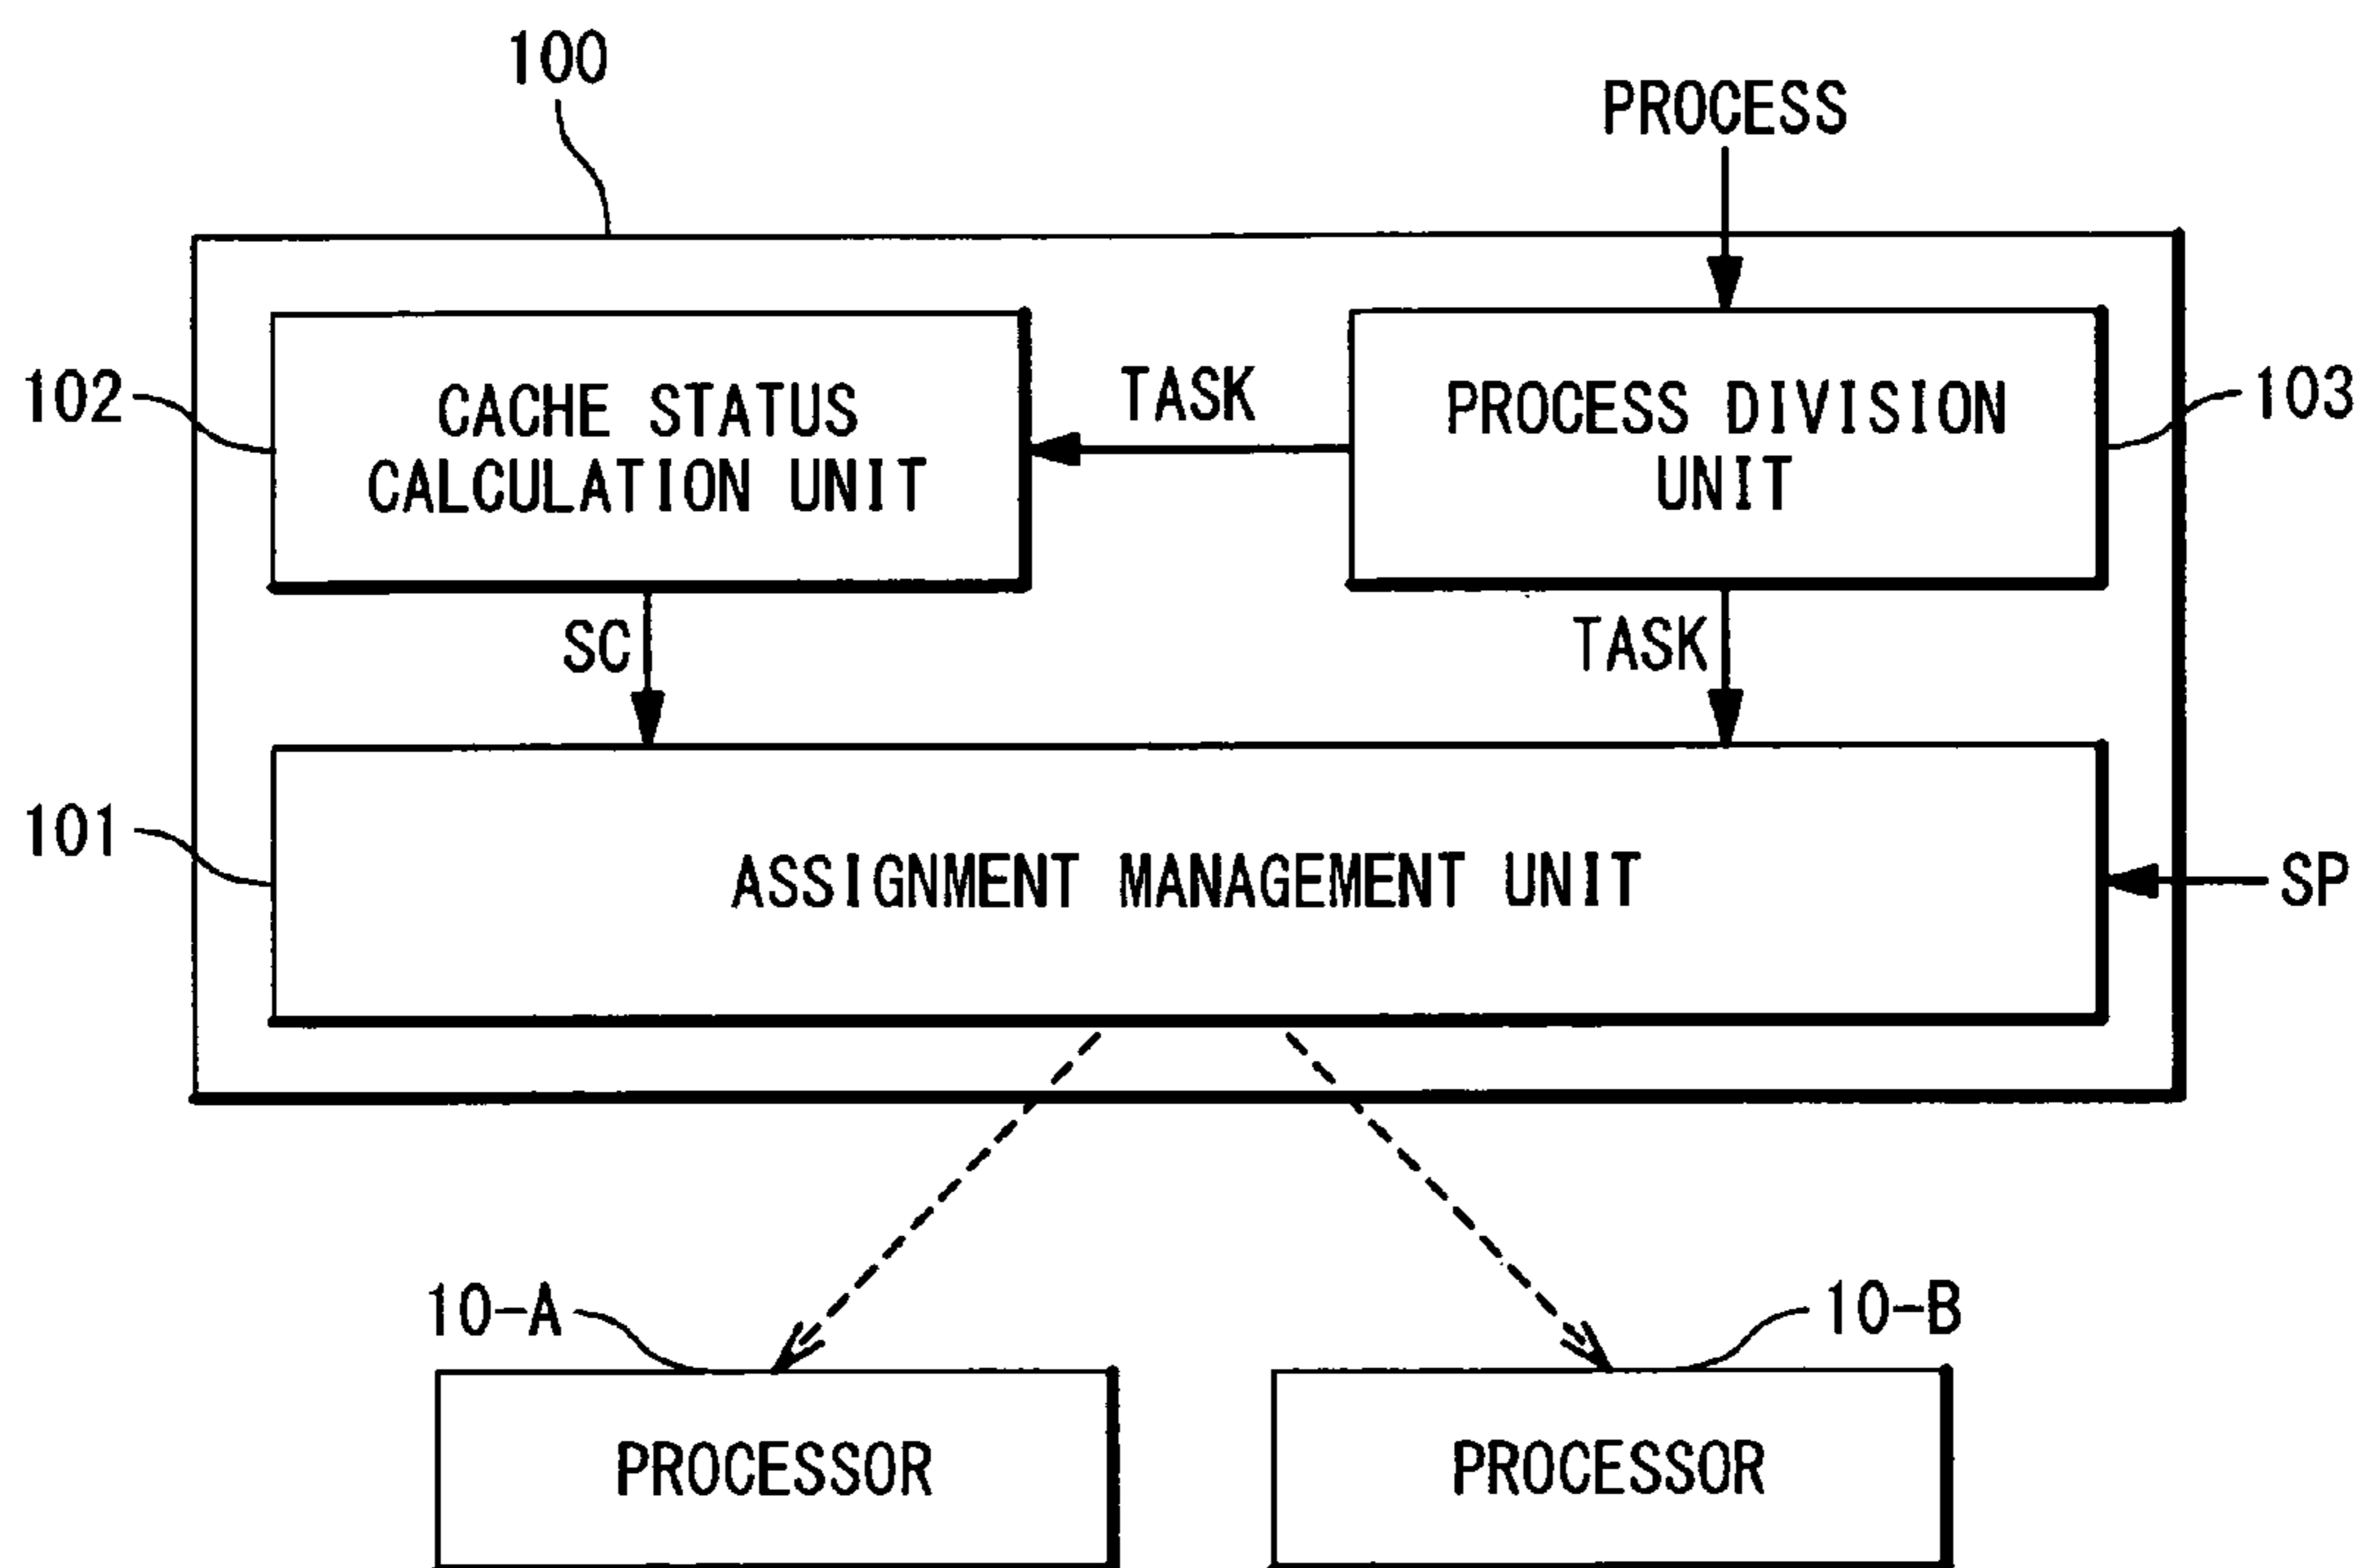 100
PROCESS
102
CACHE STATUS
CALCULATION UNIT
TASK
PROCESS DIVISION
UNIT
103
SC
TASK
101
ASSIGNMENT MANAGEMENT UNIT
SP
10-A
10-B
PROCESSOR
PROCESSOR